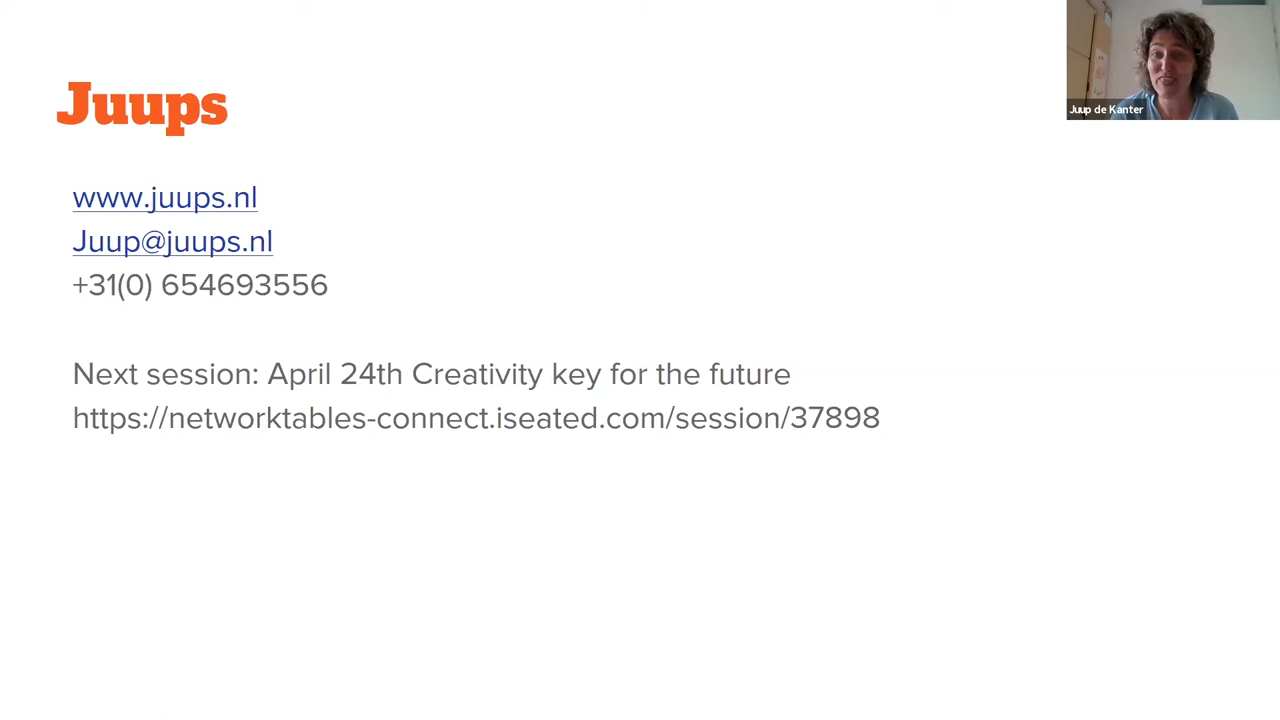 Juups
www.juups.nl
Juup@juups.nl
+31(0) 654693556
Next session: April 24th Creativity key for the future
https://networktables-connect.iseated.com/session/37898
Juup de Kanter